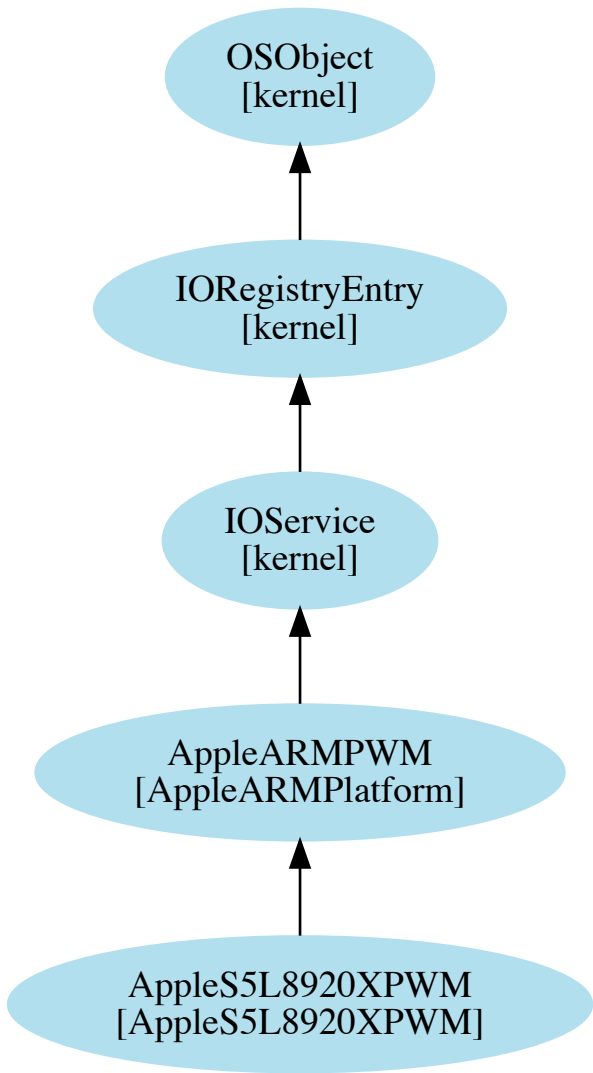 OSObject
[kernel]
IORegistryEntry
[kernel]
IOService
[kernel]
AppleARMPWM
[AppleARMPlatform]
AppleS5L8920XPWM
[AppleS5L8920XPWM]